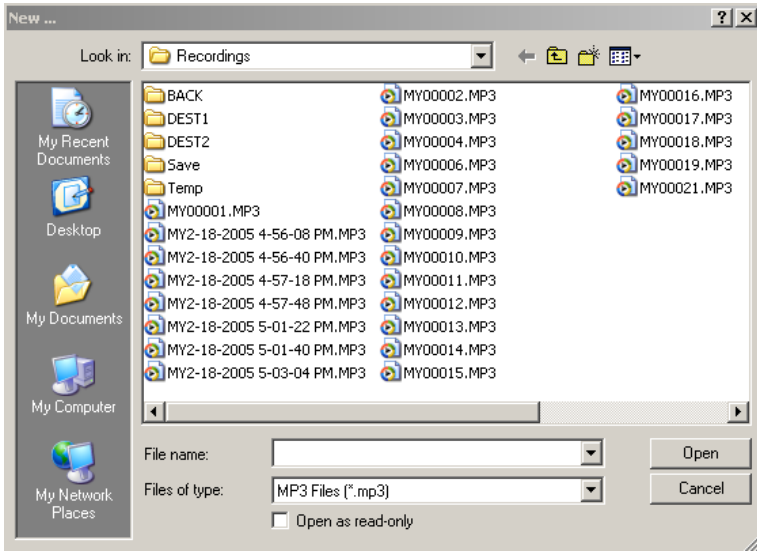 New ...
Look in:
Recordings
My Recent
Documents
Desktop
My Documents
My Computer
My Network
Places
BACK
DEST1
DEST2
Save
Temp
MY00001.MP3
MY2-18-2005 4-56-08 PM.MP3
MY2-18-2005 4-56-40 PM.MP3
MY2-18-2005 4-57-18 PM.MP3
MY2-18-2005 4-57-48 PM.MP3
MY2-18-2005 5-01-22 PM.MP3
MY2-18-2005 5-01-40 PM.MP3
MY2-18-2005 5-03-04 PM.MP3
MY00002.MP3
MY00003.MP3
MY00004.MP3
MY00006.MP3
MY00007.MP3
MY00008.MP3
MY00009.MP3
MY00010.MP3
MY00011.MP3
MY00012.MP3
MY00013.MP3
MY00014.MP3
MY00015.MP3
MY00016.MP3
MY00017.MP3
MY00018.MP3
MY00019.MP3
MY00021.MP3
File name:
Open
Files of type:
MP3 Files (*.mp3)
Cancel
Open as read-only